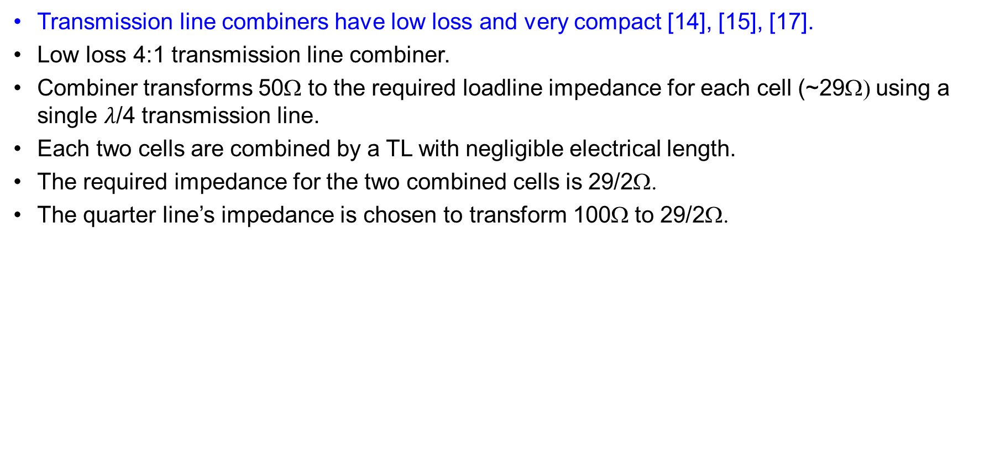 • Transmission line combiners have low loss and very compact [14], [15], [17].
• Low loss 4:1 transmission line combiner.
• Combiner transforms 50Ω to the required loadline impedance for each cell (~29Ω) using a
single λ/4 transmission line.
• Each two cells are combined by a TL with negligible electrical length.
• The required impedance for the two combined cells is 29/2Ω.
• The quarter line’s impedance is chosen to transform 100Ω to 29/2Ω.